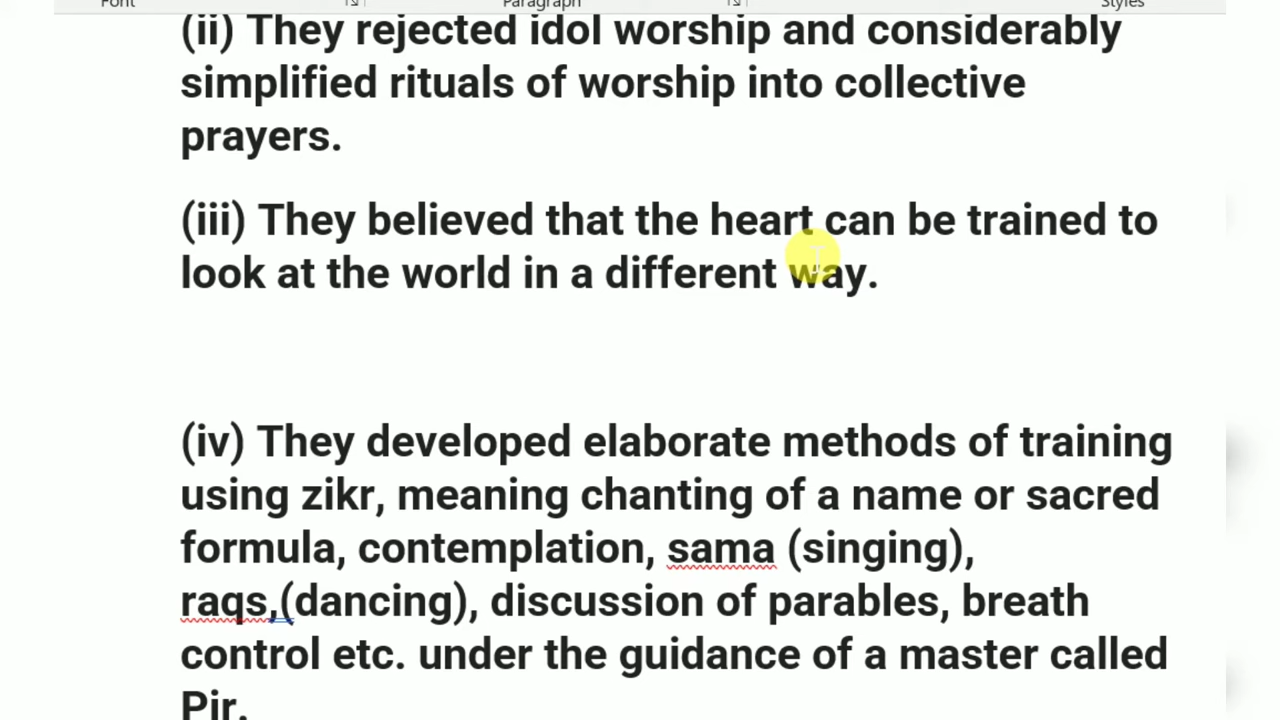 Font Paragraph Styles
(ii) They rejected idol worship and considerably
simplified rituals of worship into collective
prayers.
(iii) They believed that the heart can be trained to
look at the world in a different way.
(iv) They developed elaborate methods of training
using zikr, meaning chanting of a name or sacred
formula, contemplation, sama (singing),
raqs,(dancing), discussion of parables, breath
control etc. under the guidance of a master called
Pir.